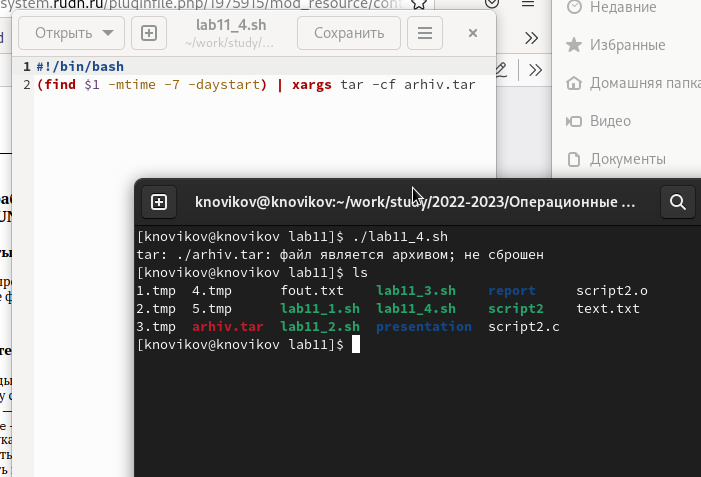 system.rudn.ru/pluginfile.php/1975915/mod_resource/con
Открыть
lab11_4.sh
~/work/study/...
Сохранить
1 #!/bin/bash
2 (find $1 -mtime -7 -daystart) | xargs tar -cf arhiv.tar
Недавние
Избранные
Домашняя папка
Видео
Документы
knovikov@knovikov:~/work/study/2022-2023/Операционные ...
[knovikov@knovikov lab11]$ ./lab11_4.sh
tar: ./arhiv.tar: файл является архивом; не сброшен
[knovikov@knovikov lab11]$ ls
1.tmp 4.tmp fout.txt lab11_3.sh report script2.o
2.tmp 5.tmp lab11_1.sh lab11_4.sh script2 text.txt
3.tmp arhiv.tar lab11_2.sh presentation script2.c
[knovikov@knovikov lab11]$